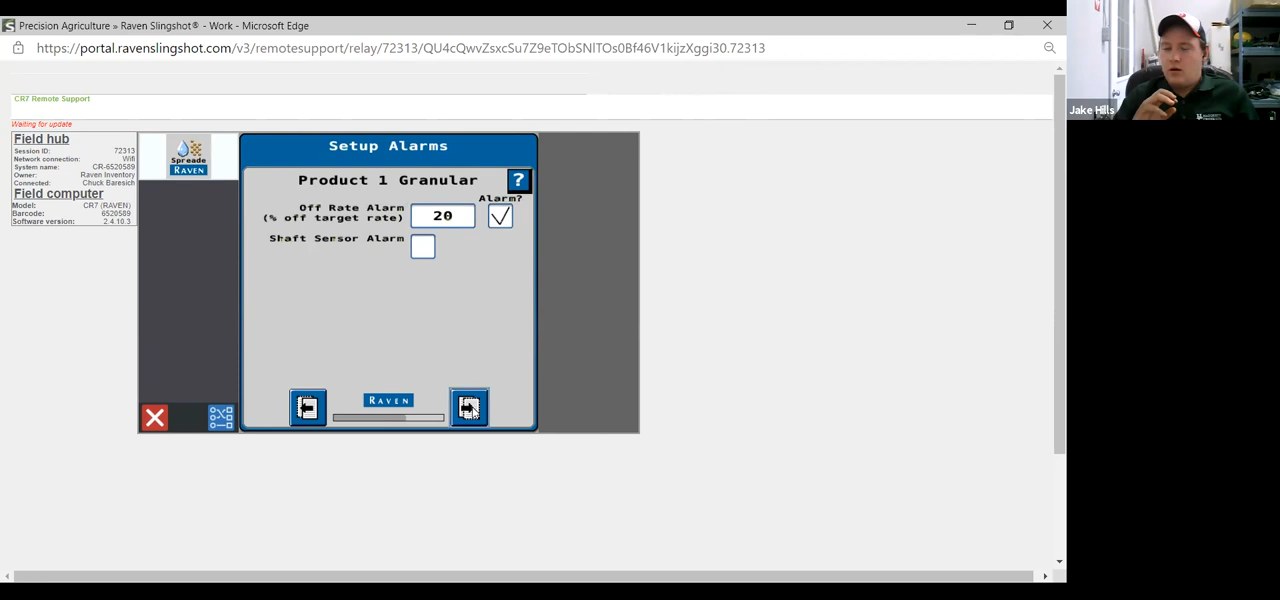 Precision Agriculture » Raven Slingshot® - Work - Microsoft Edge
https://portal.ravenslingshot.com/v3/remotesupport/relay/72313/QU4cQwvZsxcSu7Z9eTObSNlTOs0Bf46V1kijzXggi30.72313
Jake Hills
CR7 Remote Support
Waiting for update
Field hub
Session ID: 72313
Network connection: Wifi
System name: CR-6520589
Owner: Raven Inventory
Connected: Chuck Baresich
Field computer
Model: CR7 (RAVEN)
Barcode: 6520589
Software version: 2.4.10.3
Spreade
RAVEN
Setup Alarms
Product 1 Granular
?
Alarm?
Off Rate Alarm
(% off target rate)
20
Shaft Sensor Alarm
RAVEN